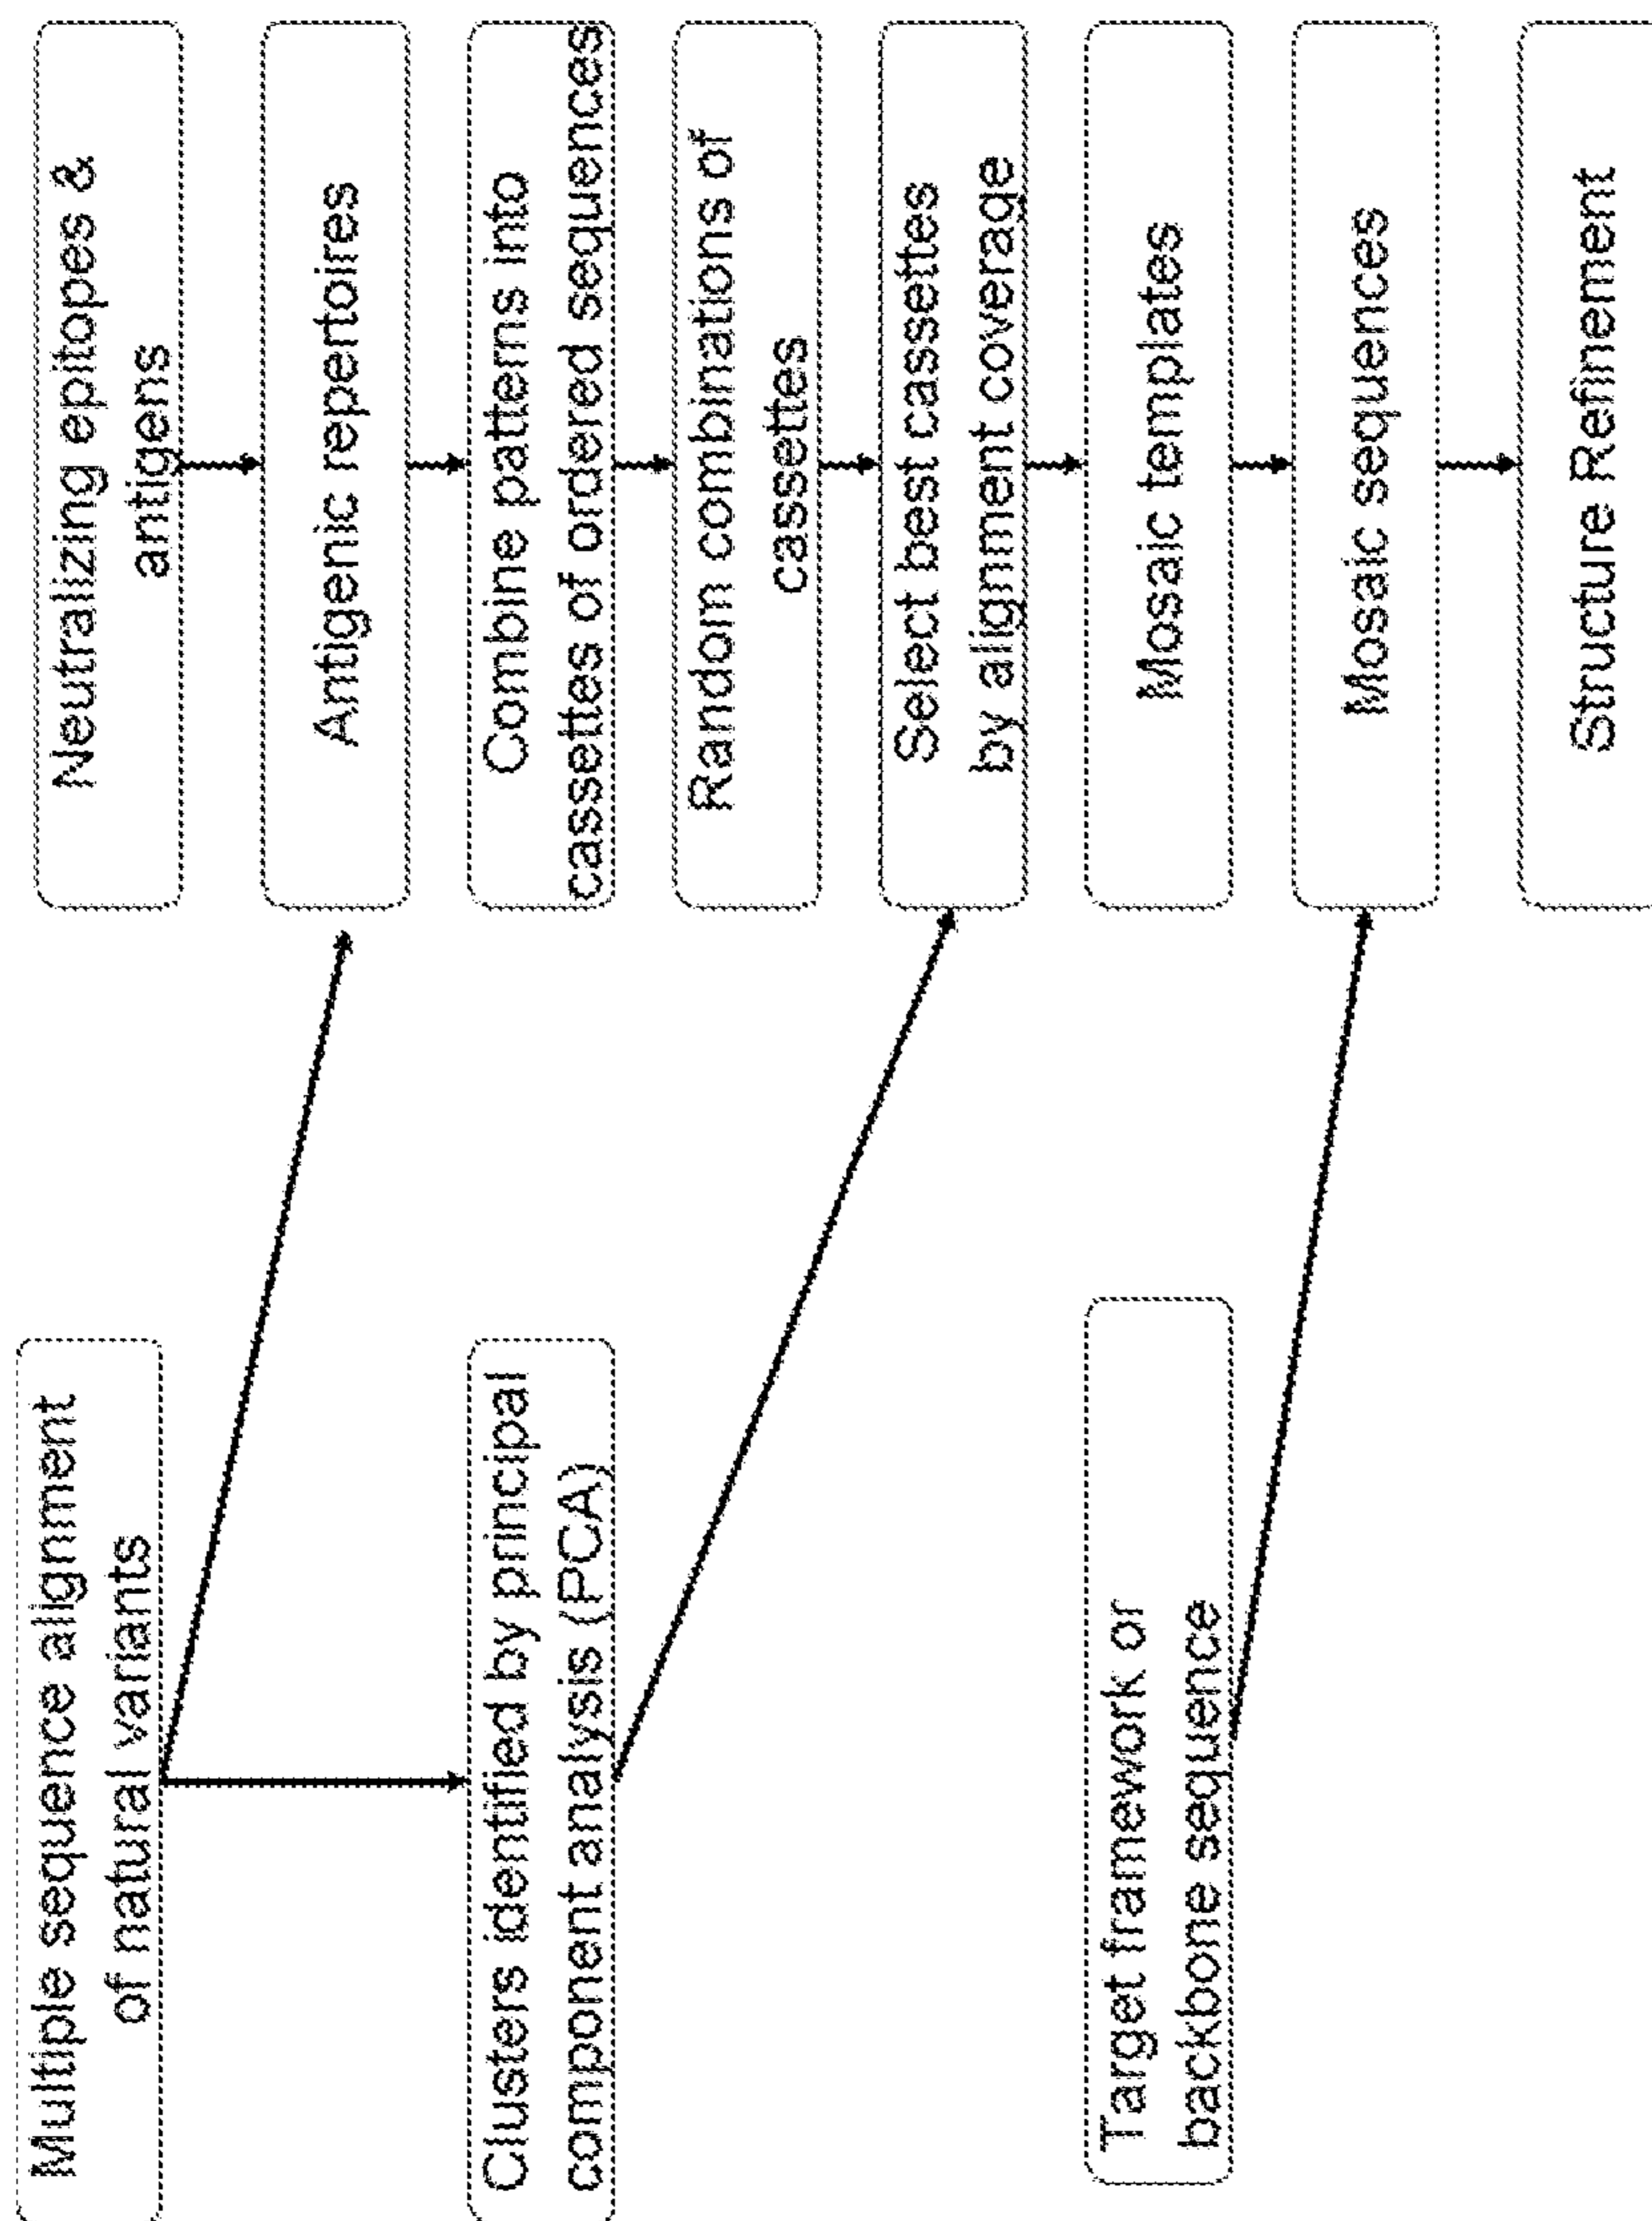 Multiple sequence alignment
of natural variants
Clusters identified by principal
component analysis (PCA)
Target framework or
backbone sequence
Neutralizing epitopes &
antigens
Antigenic repertoires
Combine patterns into
cassettes of ordered sequences
Random combinations of
cassettes
Select best cassettes
by alignment coverage
Mosaic templates
Mosaic sequences
Structure Refinement